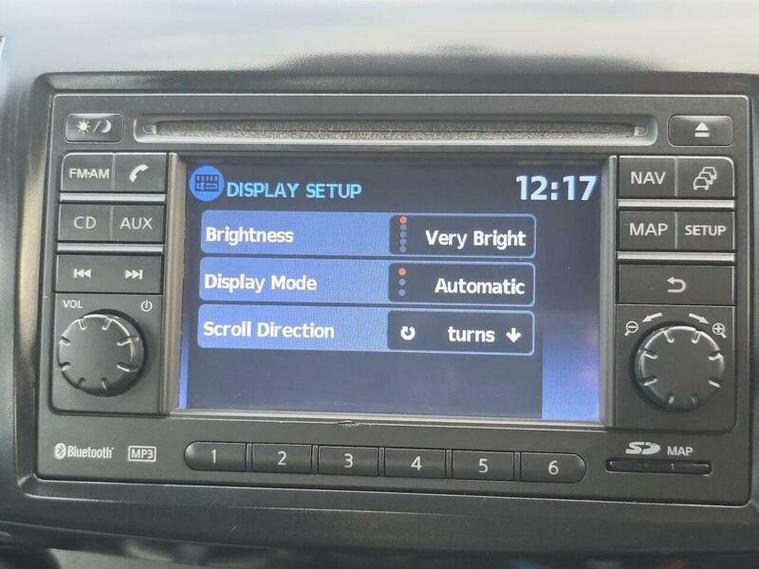 FM•AM
CD
AUX
VOL
DISPLAY SETUP
12:17
Brightness
Very Bright
Display Mode
Automatic
Scroll Direction
turns
NAV
MAP
SETUP
Bluetooth
MP3
1
2
3
4
5
6
SD
MAP